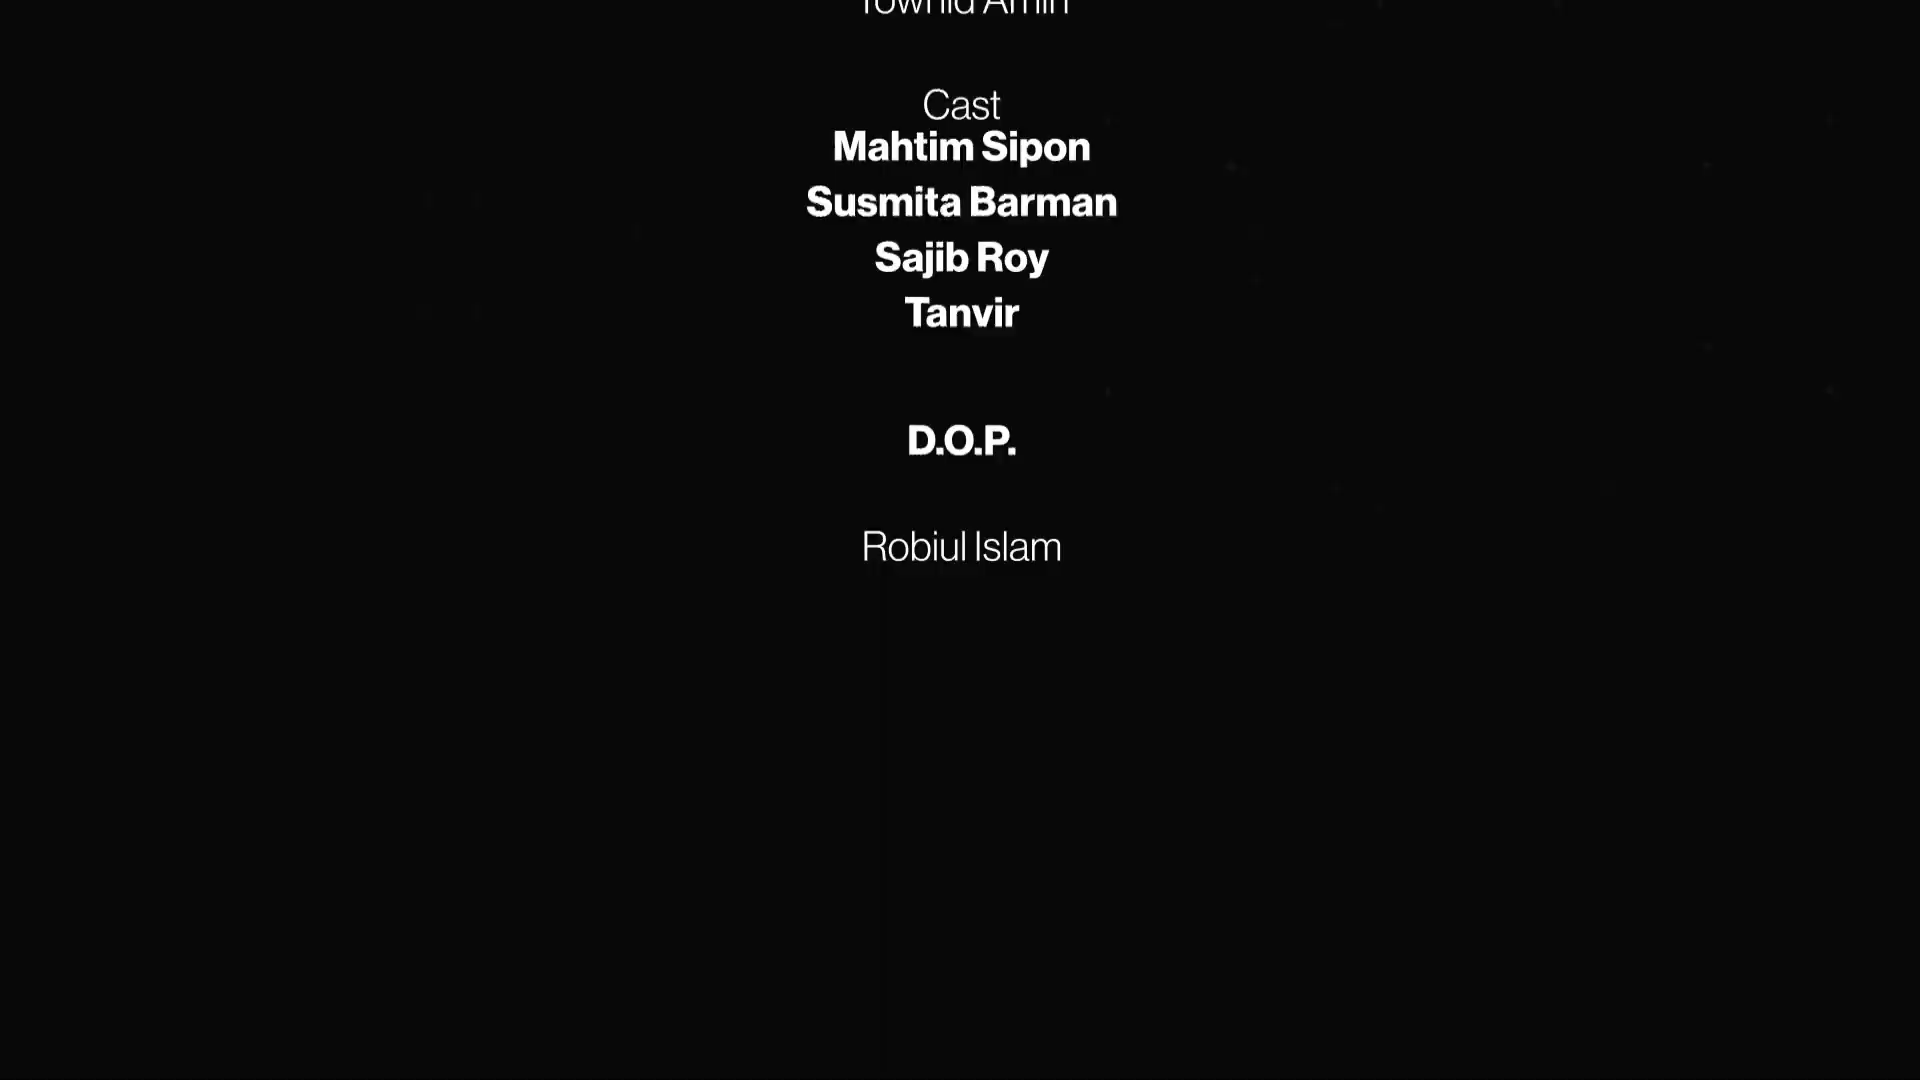 Cast
Mahtim Sipon
Susmita Barman
Sajib Roy
Tanvir
D.O.P.
Robiul Islam